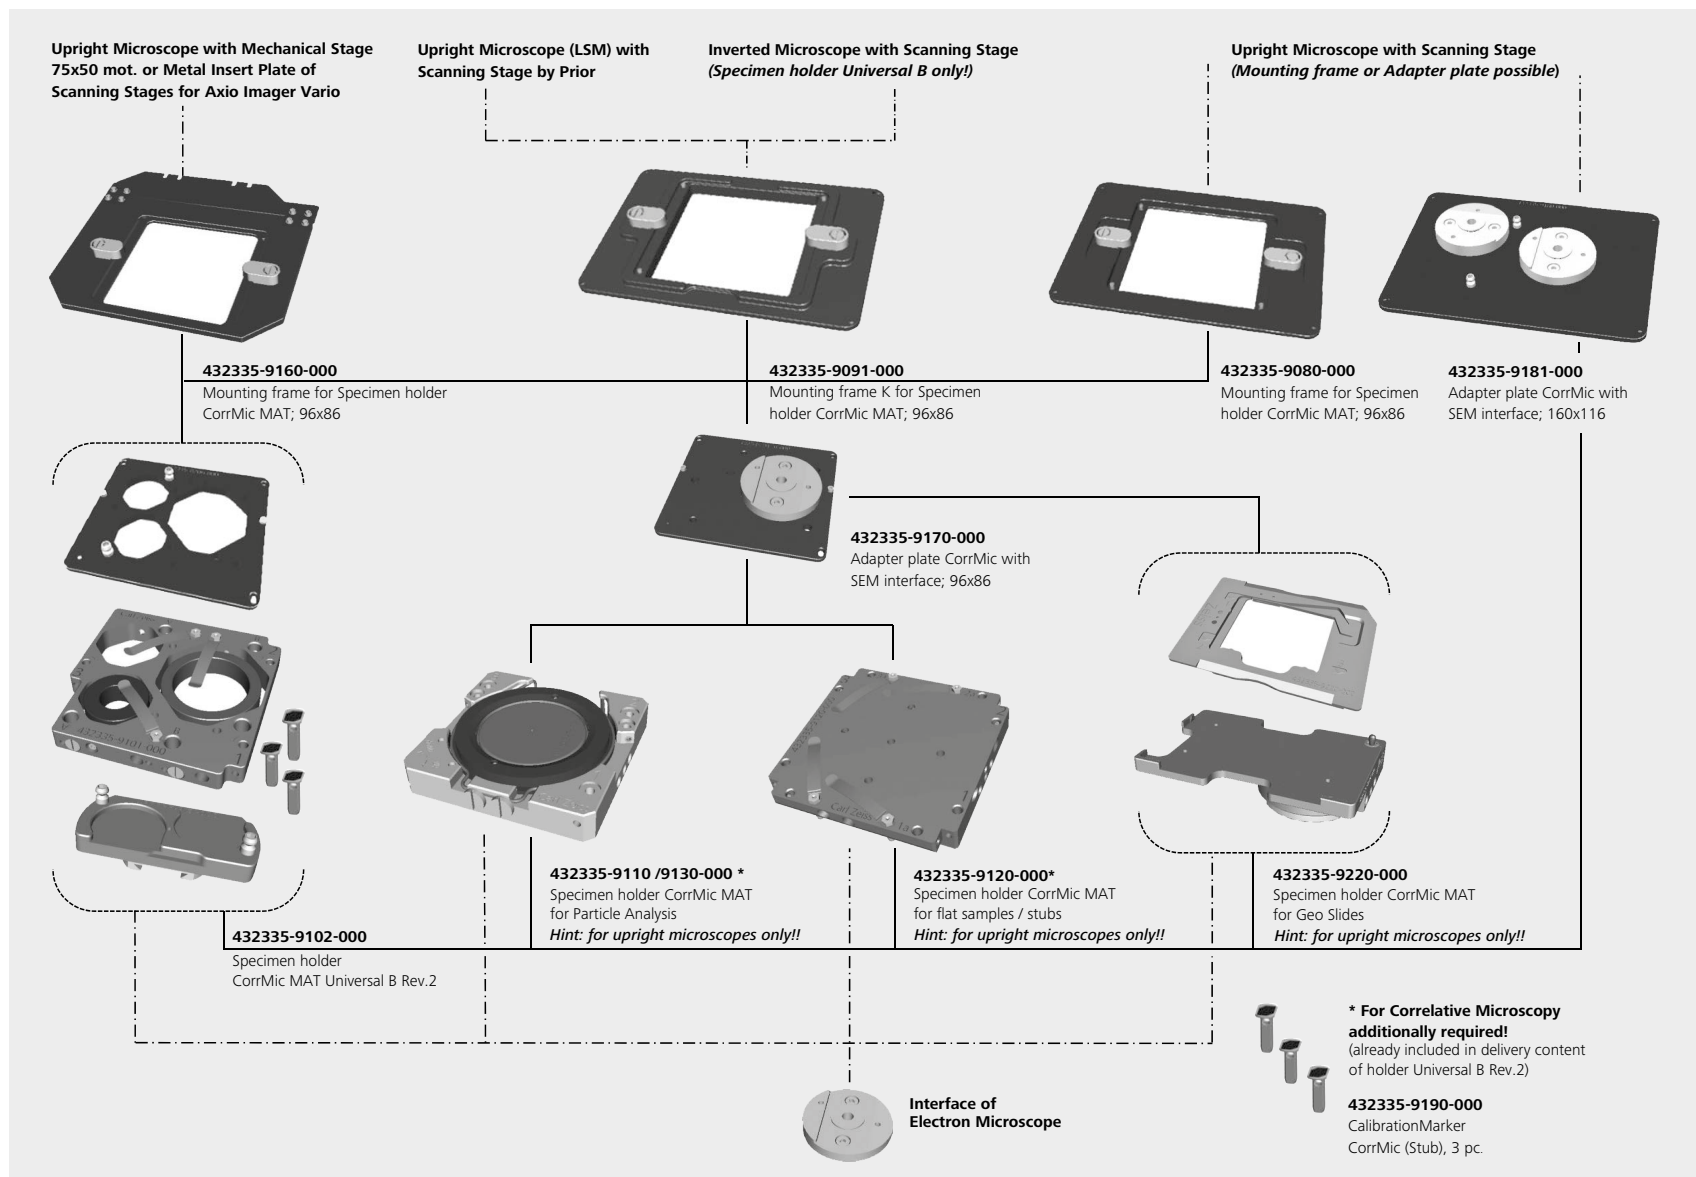 Upright Microscope with Mechanical Stage
75x50 mot. or Metal Insert Plate of
Scanning Stages for Axio Imager Vario
Upright Microscope (LSM) with
Scanning Stage by Prior
Inverted Microscope with Scanning Stage
(Specimen holder Universal B only!)
Upright Microscope with Scanning Stage
(Mounting frame or Adapter plate possible)
432335-9160-000
Mounting frame for Specimen holder
CorrMic MAT; 96x86
432335-9091-000
Mounting frame K for Specimen
holder CorrMic MAT; 96x86
432335-9080-000
Mounting frame for Specimen
holder CorrMic MAT; 96x86
432335-9181-000
Adapter plate CorrMic with
SEM interface; 160x116
432335-9170-000
Adapter plate CorrMic with
SEM interface; 96x86
432335-9101-000
Carl Zeiss
1a
432335-9110 /9130-000 *
Specimen holder CorrMic MAT
for Particle Analysis
Hint: for upright microscopes only!!
432335-9120-000*
Specimen holder CorrMic MAT
for flat samples / stubs
Hint: for upright microscopes only!!
432335-9220-000
Specimen holder CorrMic MAT
for Geo Slides
Hint: for upright microscopes only!!
432335-9102-000
Specimen holder
CorrMic MAT Universal B Rev.2
* For Correlative Microscopy
additionally required!
(already included in delivery content
of holder Universal B Rev.2)
432335-9190-000
CalibrationMarker
CorrMic (Stub), 3 pc.
Interface of
Electron Microscope